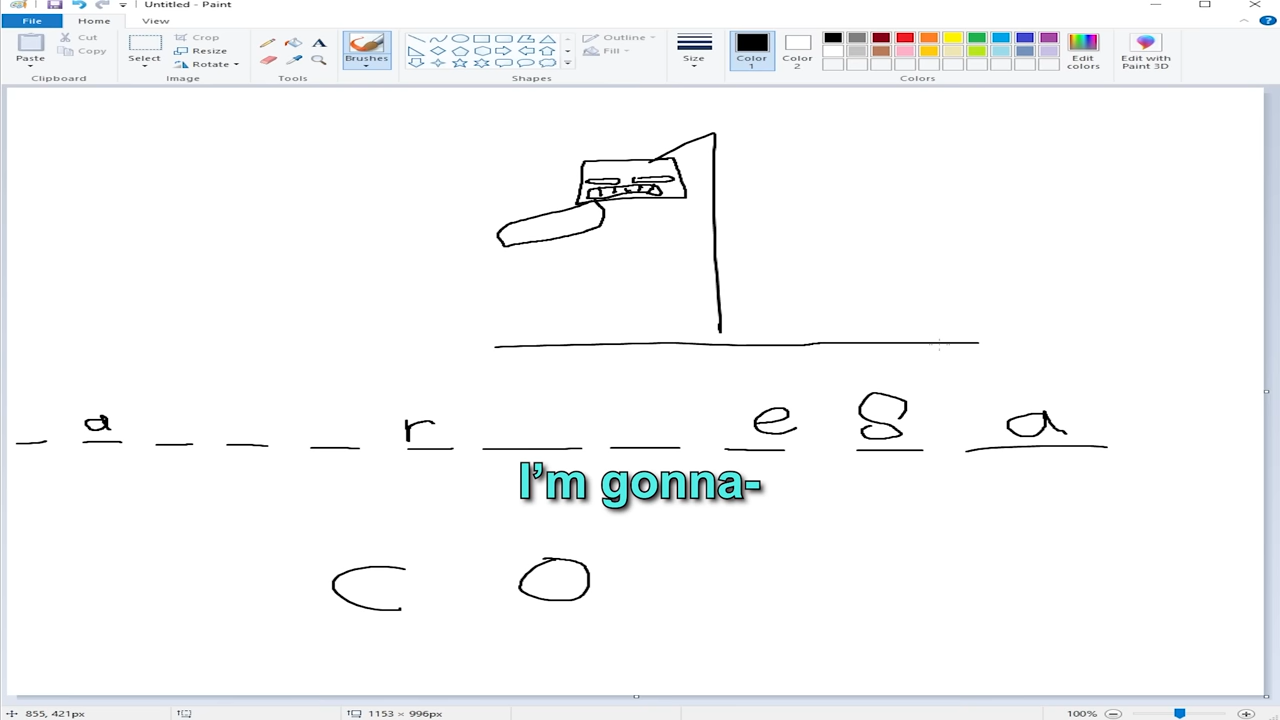 Untitled - Paint
File Home View
Paste Cut Copy Clipboard
Select Crop Resize Rotate Image
Tools
Brushes
Outline Fill Shapes
Size
Color 1 Color 2 Edit colors Colors
Edit with Paint 3D
_ a _ _ _ r _ _ e 8 a
I'm gonna-
C O
855, 421px 1153 × 996px 100%